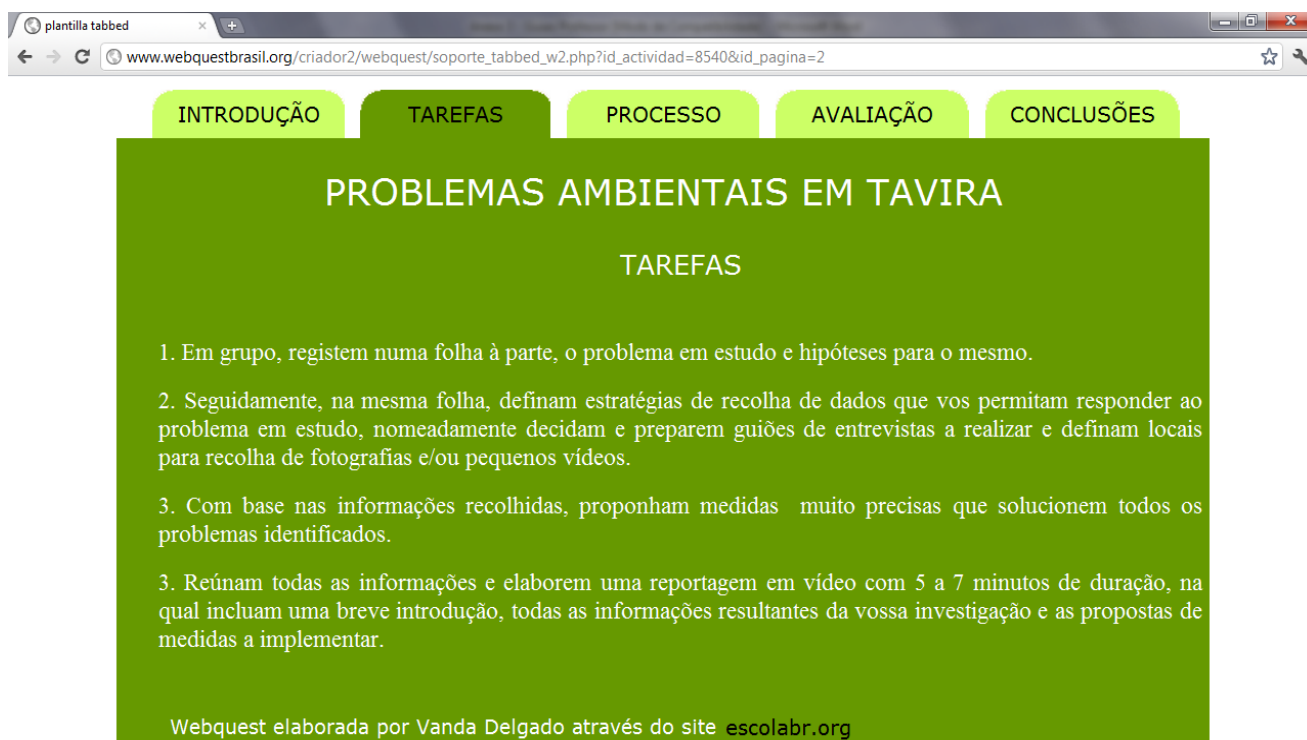 plantilla tabbed
www.webquestbrasil.org/criador2/webquest/soporte_tabbed_w2.php?id_actividad=8540&id_pagina=2
INTRODUÇÃO TAREFAS PROCESSO AVALIAÇÃO CONCLUSÕES
PROBLEMAS AMBIENTAIS EM TAVIRA
TAREFAS
1. Em grupo, registem numa folha à parte, o problema em estudo e hipóteses para o mesmo.
2. Seguidamente, na mesma folha, definam estratégias de recolha de dados que vos permitam responder ao
problema em estudo, nomeadamente decidam e preparem guiões de entrevistas a realizar e definam locais
para recolha de fotografias e/ou pequenos vídeos.
3. Com base nas informações recolhidas, proponham medidas  muito precisas que solucionem todos os
problemas identificados.
3. Reúnam todas as informações e elaborem uma reportagem em vídeo com 5 a 7 minutos de duração, na
qual incluam uma breve introdução, todas as informações resultantes da vossa investigação e as propostas de
medidas a implementar.
Webquest elaborada por Vanda Delgado através do site escolabr.org